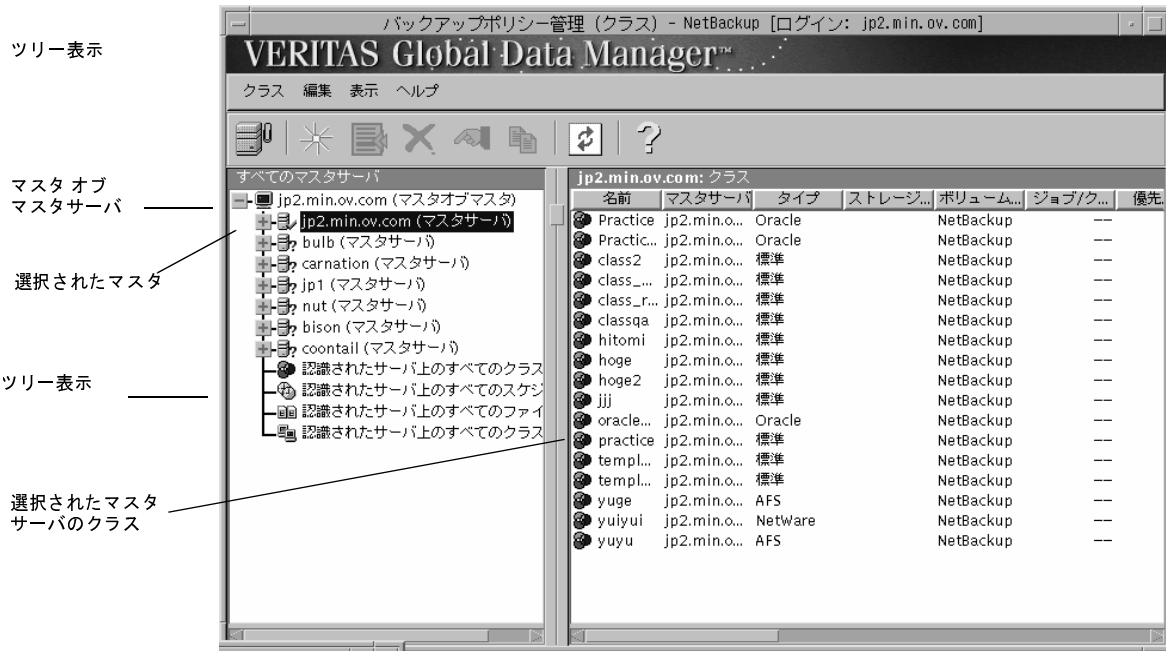 バックアップポリシー管理 (クラス) - NetBackup [ログイン: jp2.min.ov.com]
ツリー表示
VERITAS Global Data Manager™
クラス 編集 表示 ヘルプ
すべてのマスタサーバ
jp2.min.ov.com: クラス
マスタ オブ
マスタサーバ
選択されたマスタ
ツリー表示
選択されたマスタ
サーバのクラス
jp2.min.ov.com (マスタオブマスタ)
jp2.min.ov.com (マスタサーバ)
bulb (マスタサーバ)
carnation (マスタサーバ)
jp1 (マスタサーバ)
nut (マスタサーバ)
bison (マスタサーバ)
coontail (マスタサーバ)
認識されたサーバ上のすべてのクラス
認識されたサーバ上のすべてのスケジ
認識されたサーバ上のすべてのファイ
認識されたサーバ上のすべてのクラス
名前 マスタサーバ タイプ ストレージ... ボリューム... ジョブ/ク... 優先
Practice jp2.min.o... Oracle NetBackup --
Practic... jp2.min.o... Oracle NetBackup --
class2 jp2.min.o... 標準 NetBackup --
class_... jp2.min.o... 標準 NetBackup --
class_r... jp2.min.o... 標準 NetBackup --
classqa jp2.min.o... 標準 NetBackup --
hitomi jp2.min.o... 標準 NetBackup --
hoge jp2.min.o... 標準 NetBackup --
hoge2 jp2.min.o... 標準 NetBackup --
jjj jp2.min.o... 標準 NetBackup --
oracle... jp2.min.o... Oracle NetBackup --
practice jp2.min.o... 標準 NetBackup --
templ... jp2.min.o... 標準 NetBackup --
templ... jp2.min.o... 標準 NetBackup --
yuge jp2.min.o... AFS NetBackup --
yuiyui jp2.min.o... NetWare NetBackup --
yuyu jp2.min.o... AFS NetBackup --